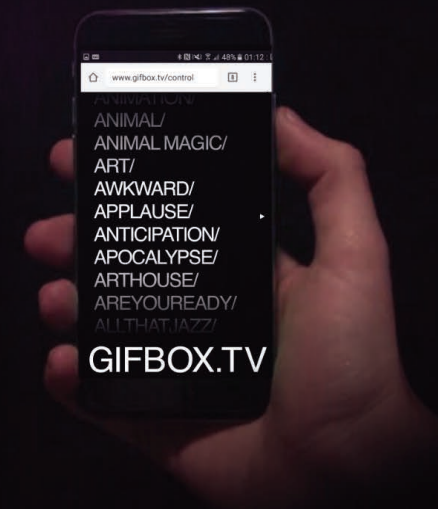 48% 01:12
www.gifbox.tv/control
ANIMATION/
ANIMAL/
ANIMAL MAGIC/
ART/
AWKWARD/
APPLAUSE/
ANTICIPATION/
APOCALYPSE/
ARTHOUSE/
AREYOUREADY/
ALLTHATJAZZ/
GIFBOX.TV